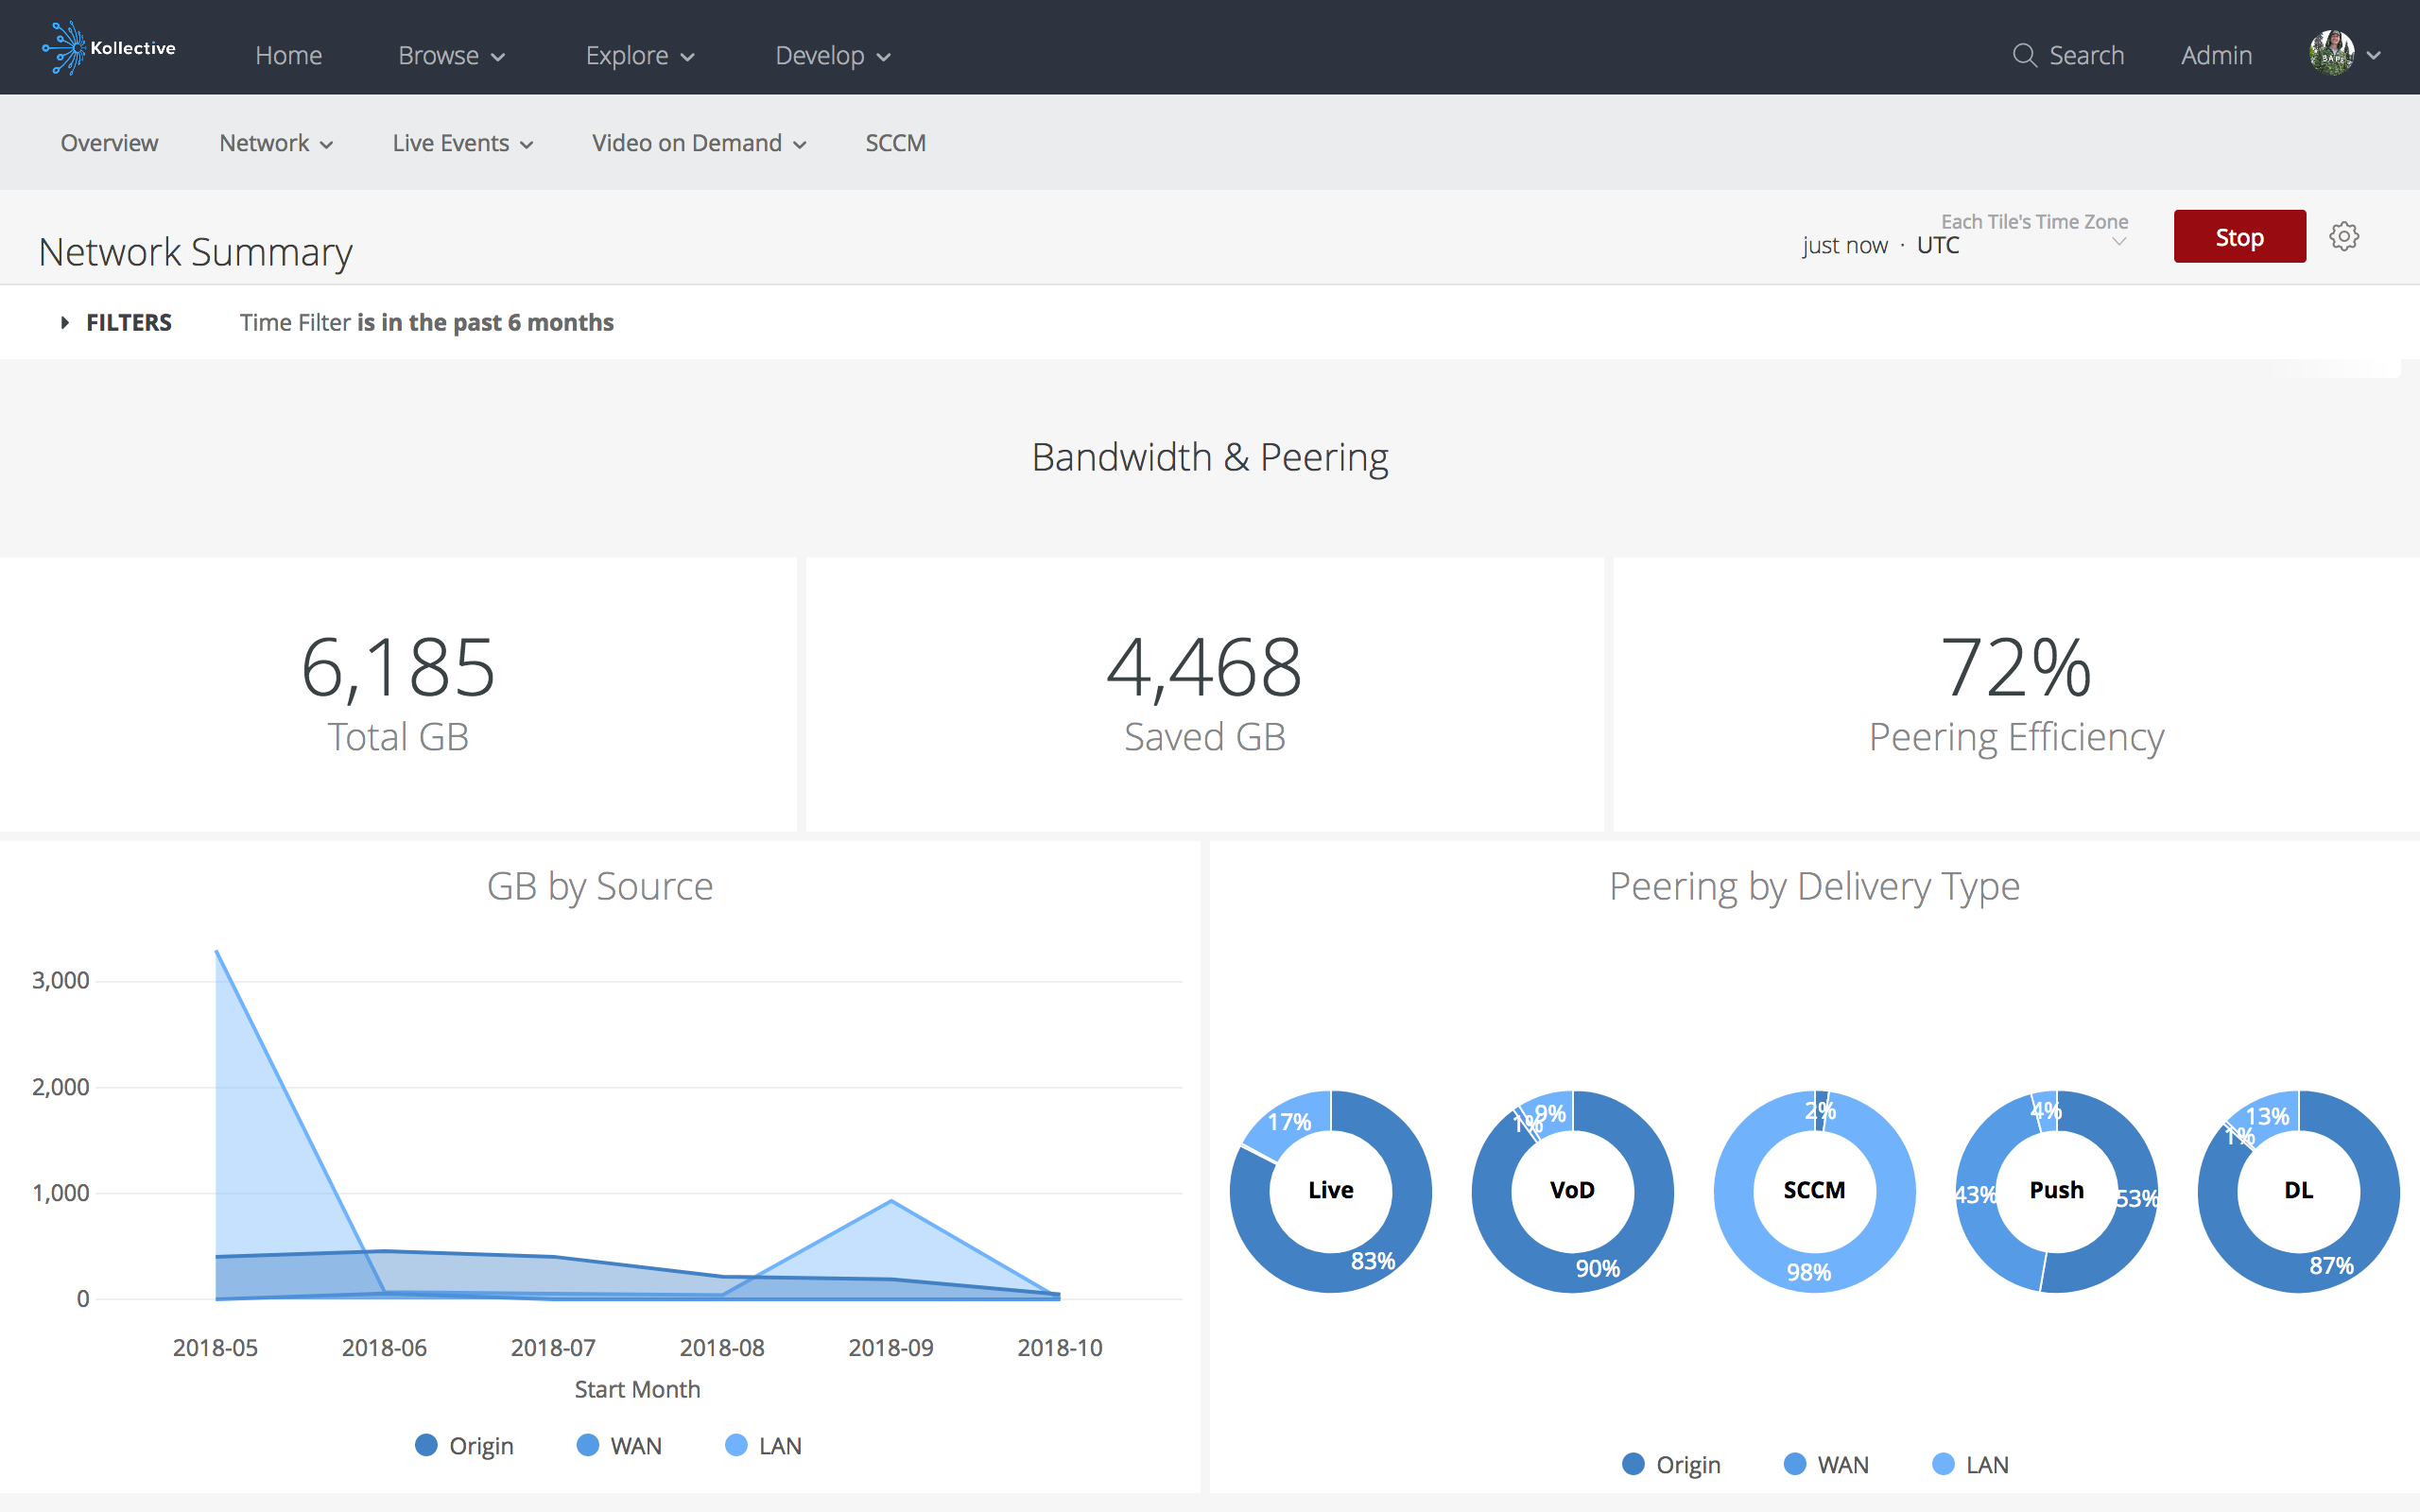 Kollective
Home Browse Explore Develop Search Admin
Overview Network Live Events Video on Demand SCCM
Network Summary
Each Tile's Time Zone
just now · UTC
Stop
FILTERS Time Filter is in the past 6 months
Bandwidth & Peering
6,185
Total GB
4,468
Saved GB
72%
Peering Efficiency
GB by Source
3,000
2,000
1,000
0
2018-05 2018-06 2018-07 2018-08 2018-09 2018-10
Start Month
Origin WAN LAN
Peering by Delivery Type
17%
Live
83%
9%
1%
VoD
90%
2%
SCCM
98%
4%
43%
Push
53%
13%
1%
DL
87%
Origin WAN LAN